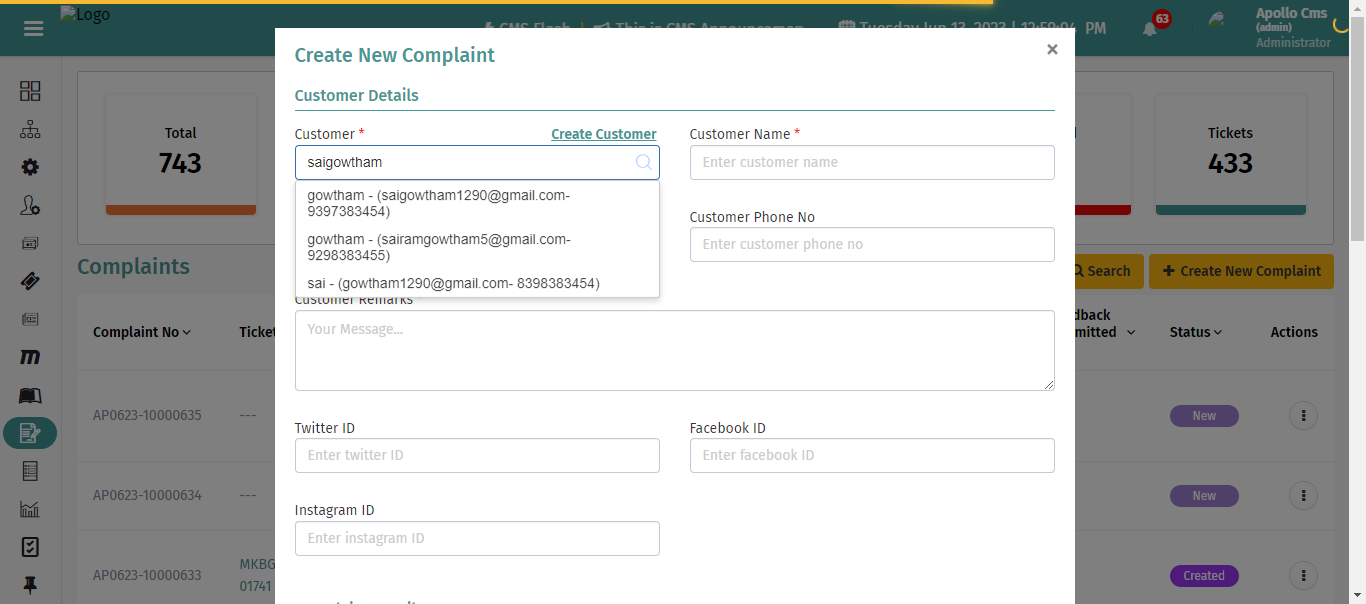 Logo
CMS Flash | This is CMS Announcemen
Tuesday Jun 13, 2023 | 12:59:04 PM
63
Apollo Cms
(admin)
Administrator
Create New Complaint
×
Customer Details
Customer *
Create Customer
Customer Name *
saigowtham
Enter customer name
gowtham - (saigowtham1290@gmail.com-
9397383454)
gowtham - (sairamgowtham5@gmail.com-
9298383455)
sai - (gowtham1290@gmail.com- 8398383454)
Customer Phone No
Enter customer phone no
Customer Remarks
Your Message...
Twitter ID
Enter twitter ID
Facebook ID
Enter facebook ID
Instagram ID
Enter instagram ID
Total
743
Tickets
433
Complaints
Search
Create New Complaint
Complaint No
Ticket
dback
mitted
Status
Actions
AP0623-10000635
---
New
AP0623-10000634
---
New
AP0623-10000633
MKBG
01741
Created